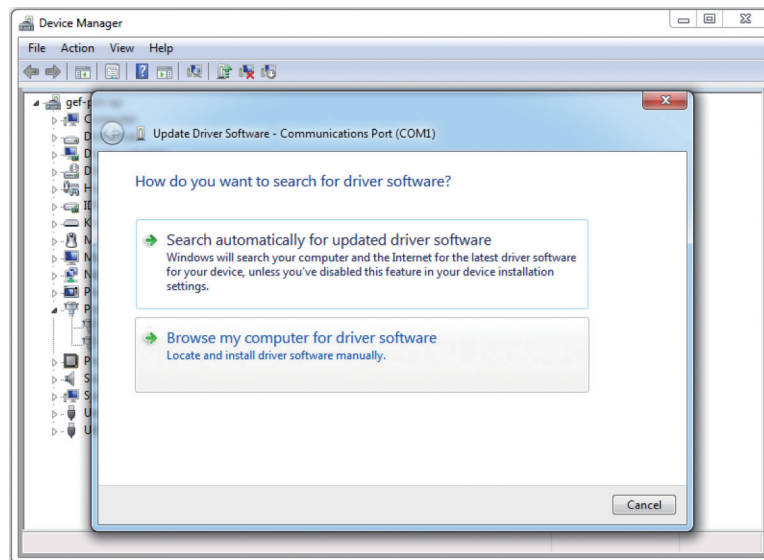 Device Manager
File Action View Help
Update Driver Software - Communications Port (COM1)
How do you want to search for driver software?
Search automatically for updated driver software
Windows will search your computer and the Internet for the latest driver software
for your device, unless you've disabled this feature in your device installation
settings.
Browse my computer for driver software
Locate and install driver software manually.
Cancel